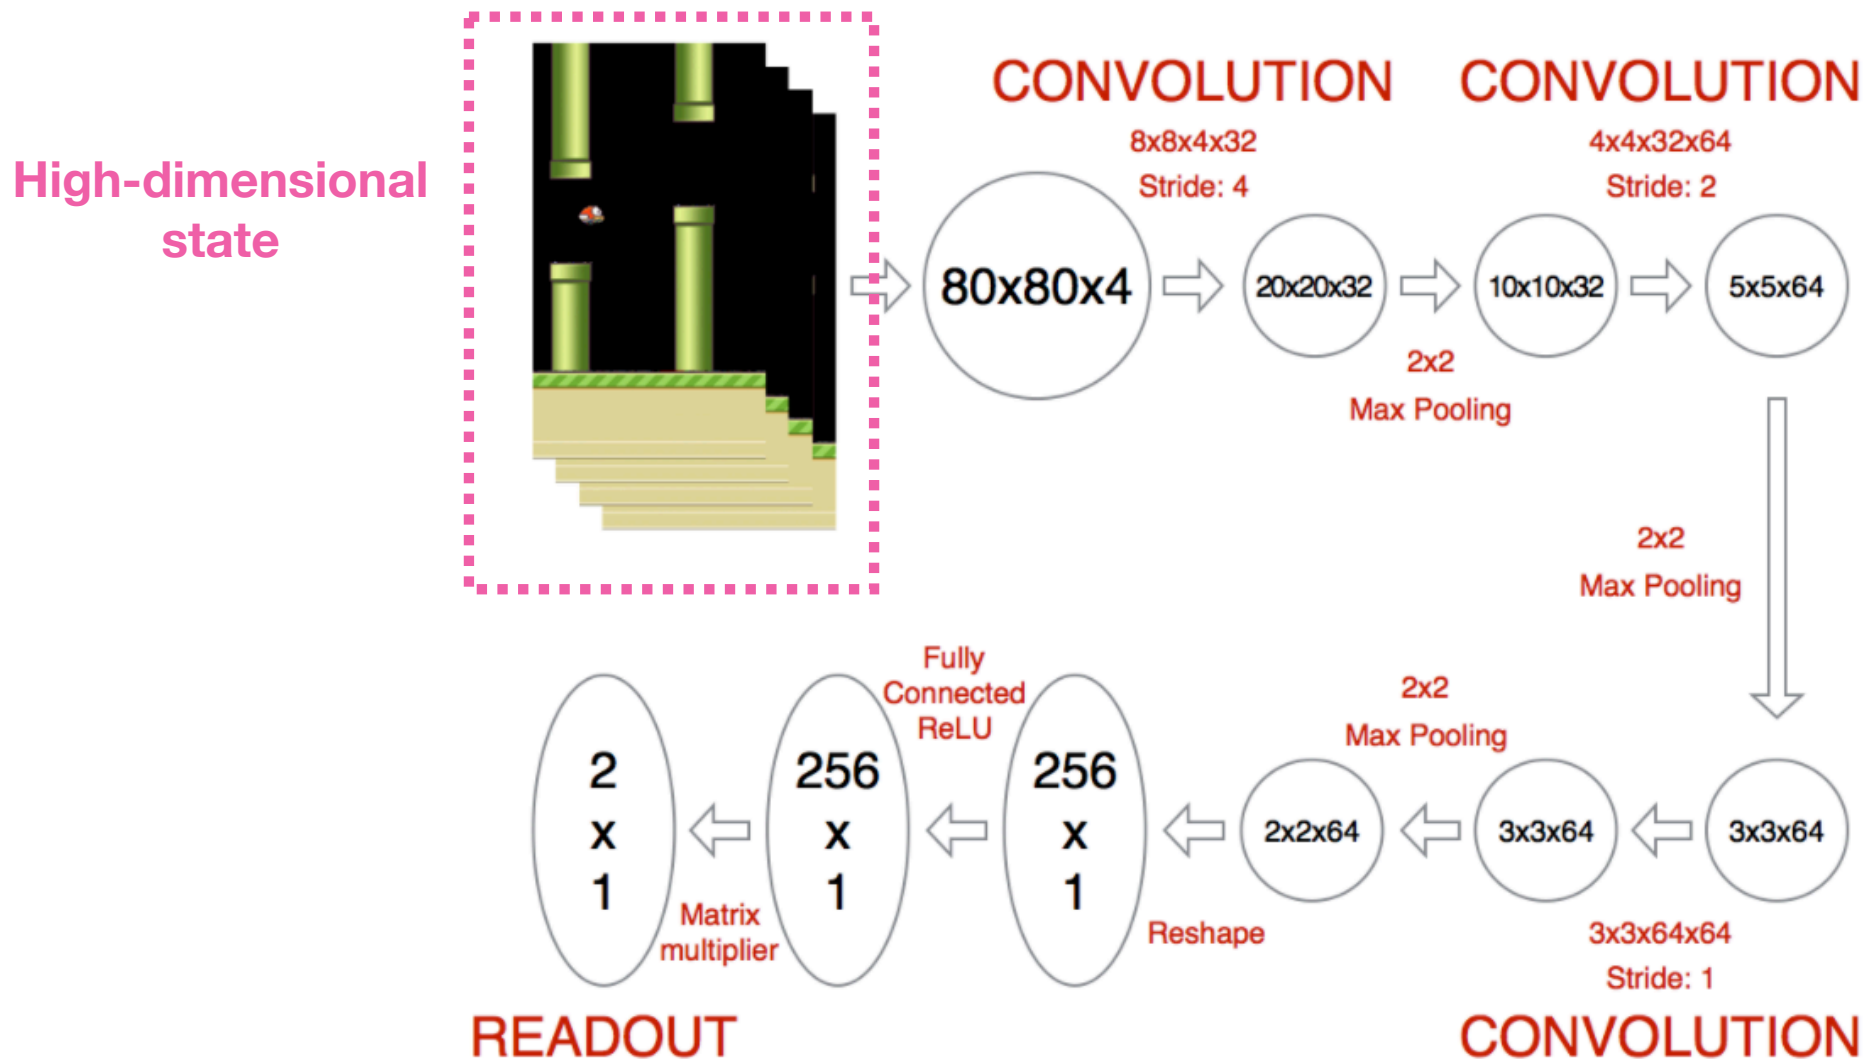 High-dimensional
state
CONVOLUTION
8x8x4x32
Stride: 4
CONVOLUTION
4x4x32x64
Stride: 2
80x80x4
20x20x32
10x10x32
5x5x64
2x2
Max Pooling
2x2
Max Pooling
3x3x64
3x3x64
3x3x64x64
Stride: 1
CONVOLUTION
2x2
Max Pooling
2x2x64
Reshape
256
x
1
Fully
Connected
ReLU
256
x
1
Matrix
multiplier
2
x
1
READOUT